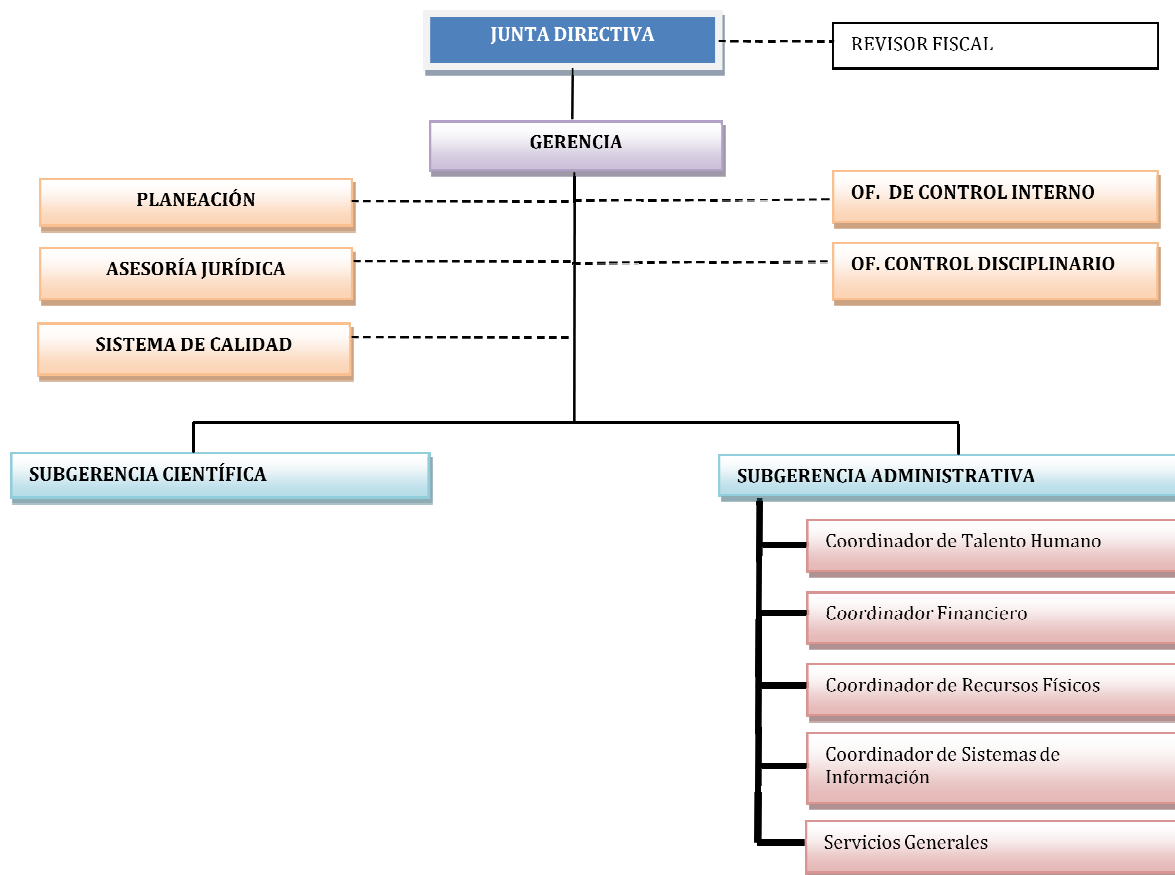 JUNTA DIRECTIVA
REVISOR FISCAL
GERENCIA
PLANEACIÓN
OF. DE CONTROL INTERNO
ASESORÍA JURÍDICA
OF. CONTROL DISCIPLINARIO
SISTEMA DE CALIDAD
SUBGERENCIA CIENTÍFICA
SUBGERENCIA ADMINISTRATIVA
Coordinador de Talento Humano
Coordinador Financiero
Coordinador de Recursos Físicos
Coordinador de Sistemas de
Información
Servicios Generales